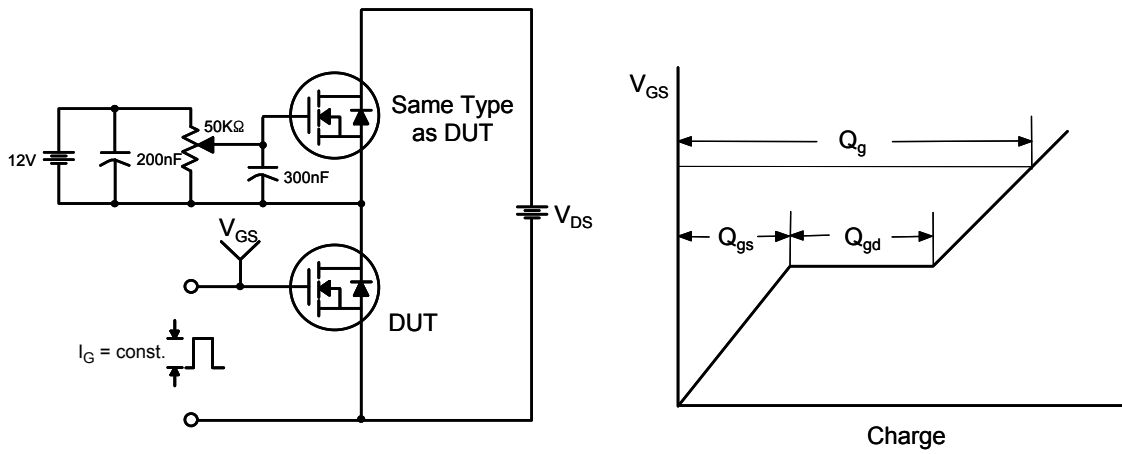 12V
200nF
50KΩ
300nF
Same Type
as DUT
V_DS
V_GS
DUT
I_G = const.
V_GS
Q_g
Q_gs
Q_gd
Charge